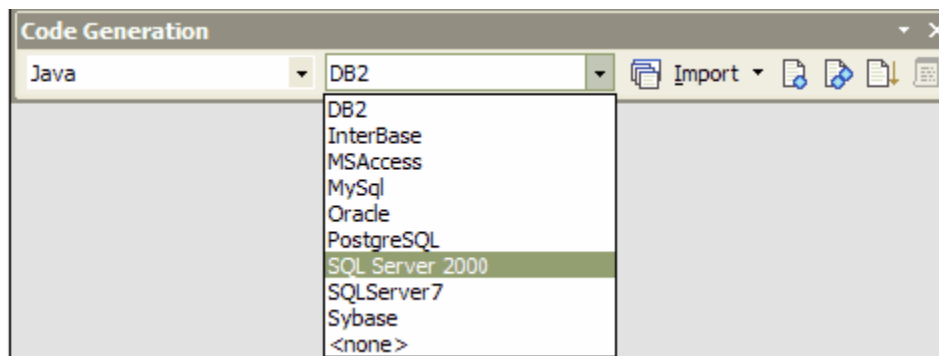 Code Generation
Java DB2 Import
DB2
InterBase
MSAccess
MySql
Oracle
PostgreSQL
SQL Server 2000
SQLServer7
Sybase
<none>